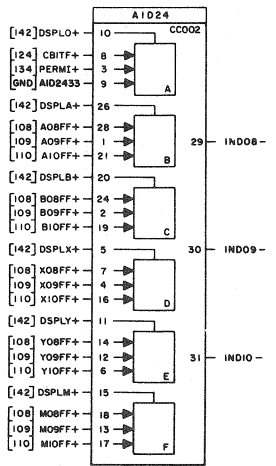 A1D24
CC002
[142] DSPLO+ 10
[124] CBITF+ 8
[134] PERMI+ 3
[GND] A1D2433 9
A
[142] DSPLA+ 26
[108] A08FF+ 28
[109] A09FF+ 1
[110] A10FF+ 21
B
29 IND08-
[142] DSPLB+ 20
[108] B08FF+ 24
[109] B09FF+ 2
[110] B10FF+ 19
C
[142] DSPLX+ 5
30 IND09-
[108] X08FF+ 7
[109] X09FF+ 4
[110] X10FF+ 16
D
[142] DSPLY+ 11
[108] Y08FF+ 14
[109] Y09FF+ 12
[110] Y10FF+ 6
E
31 IND10-
[142] DSPLM+ 15
[108] M08FF+ 18
[109] M09FF+ 13
[110] M10FF+ 17
F